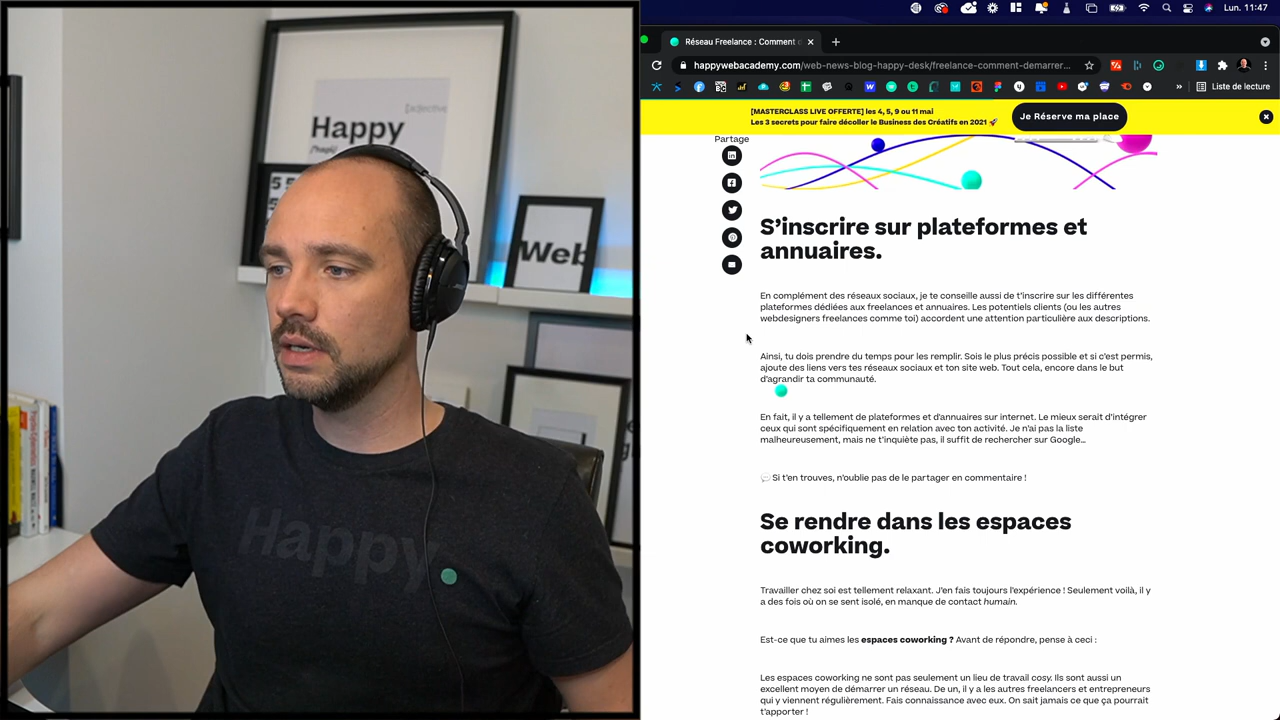 [adjective
Happy
['hapi]
5 5
Web
Happy
Lun. 11:47
Réseau Freelance : Comment
happywebacademy.com/web-news-blog-happy-desk/freelance-comment-demarrer...
Liste de lecture
[MASTERCLASS LIVE OFFERTE] les 4, 5, 9 ou 11 mai
Les 3 secrets pour faire décoller le Business des Créatifs en 2021 🚀
Je Réserve ma place
Partage
S’inscrire sur plateformes et
annuaires.
En complément des réseaux sociaux, je te conseille aussi de t’inscrire sur les différentes
plateformes dédiées aux freelances et annuaires. Les potentiels clients (ou les autres
webdesigners freelances comme toi) accordent une attention particulière aux descriptions.
Ainsi, tu dois prendre du temps pour les remplir. Sois le plus précis possible et si c’est permis,
ajoute des liens vers tes réseaux sociaux et ton site web. Tout cela, encore dans le but
d’agrandir ta communauté.
En fait, il y a tellement de plateformes et d’annuaires sur internet. Le mieux serait d’intégrer
ceux qui sont spécifiquement en relation avec ton activité. Je n’ai pas la liste
malheureusement, mais ne t’inquiète pas, il suffit de rechercher sur Google…
💬 Si t’en trouves, n’oublie pas de le partager en commentaire !
Se rendre dans les espaces
coworking.
Travailler chez soi est tellement relaxant. J’en fais toujours l’expérience ! Seulement voilà, il y
a des fois où on se sent isolé, en manque de contact humain.
Est-ce que tu aimes les espaces coworking ? Avant de répondre, pense à ceci :
Les espaces coworking ne sont pas seulement un lieu de travail cosy. Ils sont aussi un
excellent moyen de démarrer un réseau. De un, il y a les autres freelancers et entrepreneurs
qui y viennent régulièrement. Fais connaissance avec eux. On sait jamais ce que ça pourrait
t’apporter !